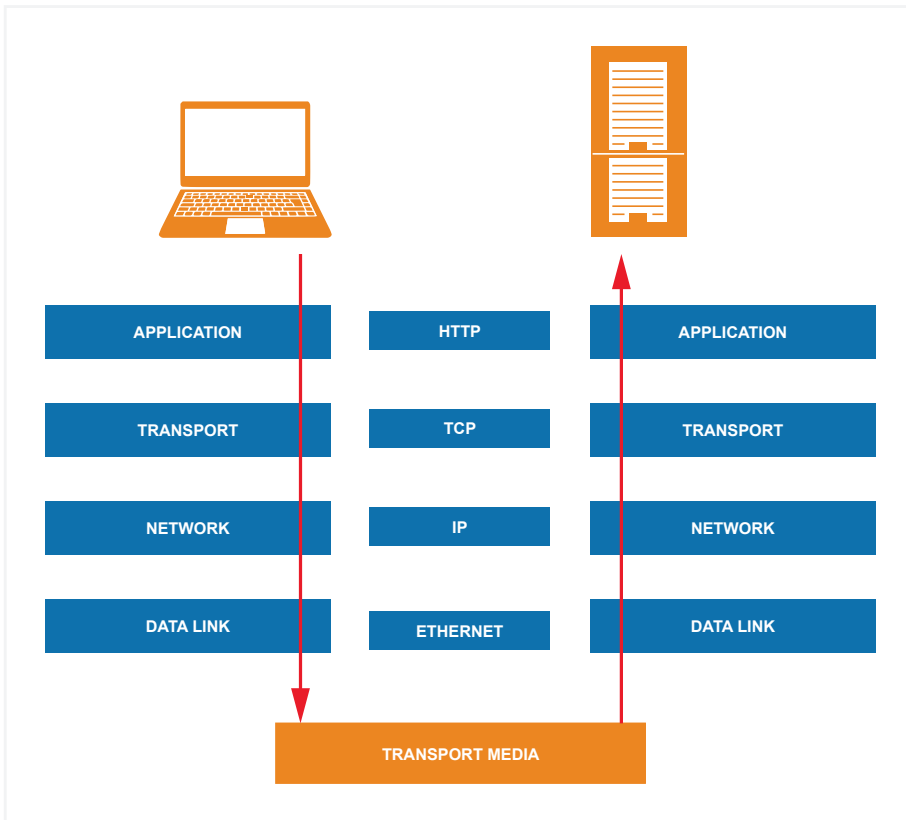 APPLICATION
HTTP
APPLICATION
TRANSPORT
TCP
TRANSPORT
NETWORK
IP
NETWORK
DATA LINK
ETHERNET
DATA LINK
TRANSPORT MEDIA